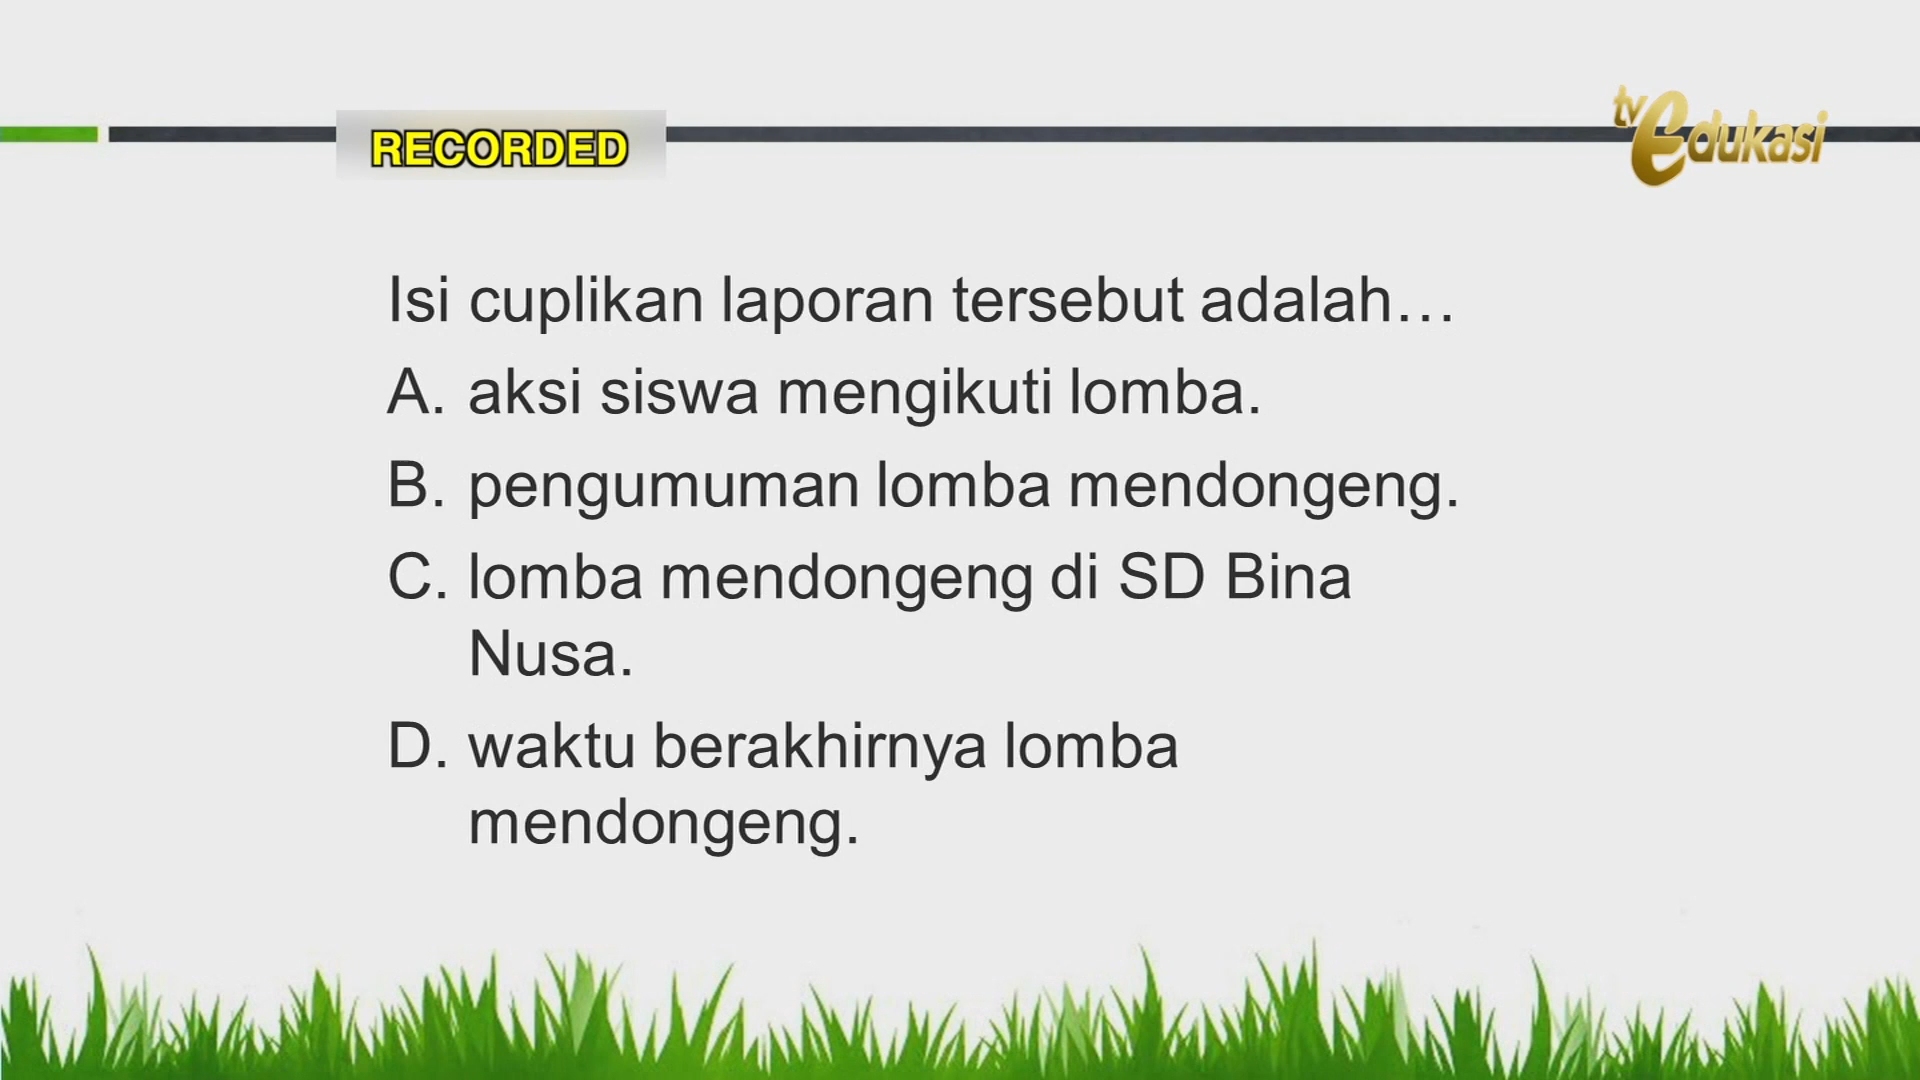 RECORDED
tv Edukasi
Isi cuplikan laporan tersebut adalah…
A. aksi siswa mengikuti lomba.
B. pengumuman lomba mendongeng.
C. lomba mendongeng di SD Bina
Nusa.
D. waktu berakhirnya lomba
mendongeng.